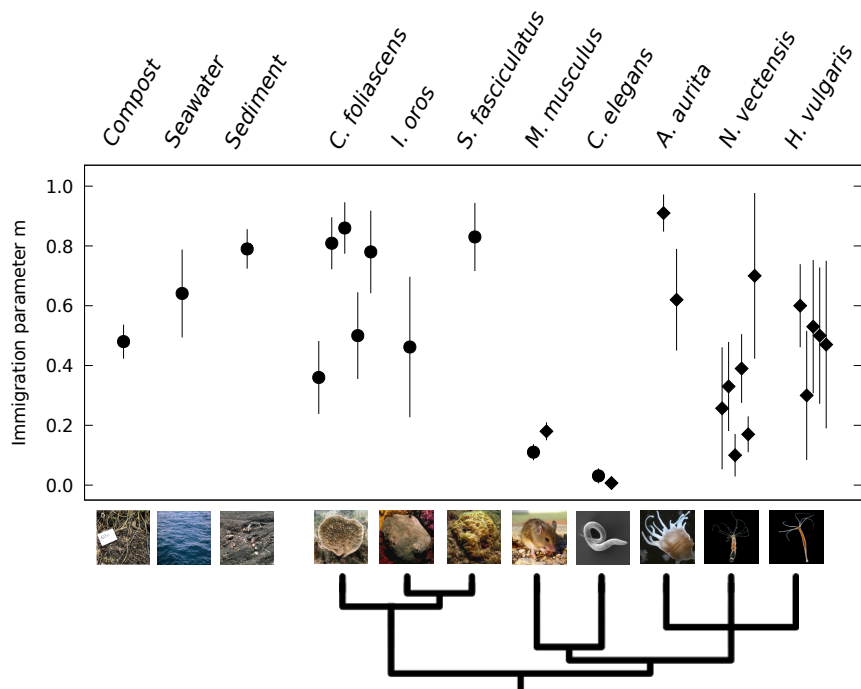 Compost
Seawater
Sediment
C. foliascens
I. oros
S. fasciculatus
M. musculus
C. elegans
A. aurita
N. vectensis
H. vulgaris
Immigration parameter m
1.0
0.8
0.6
0.4
0.2
0.0